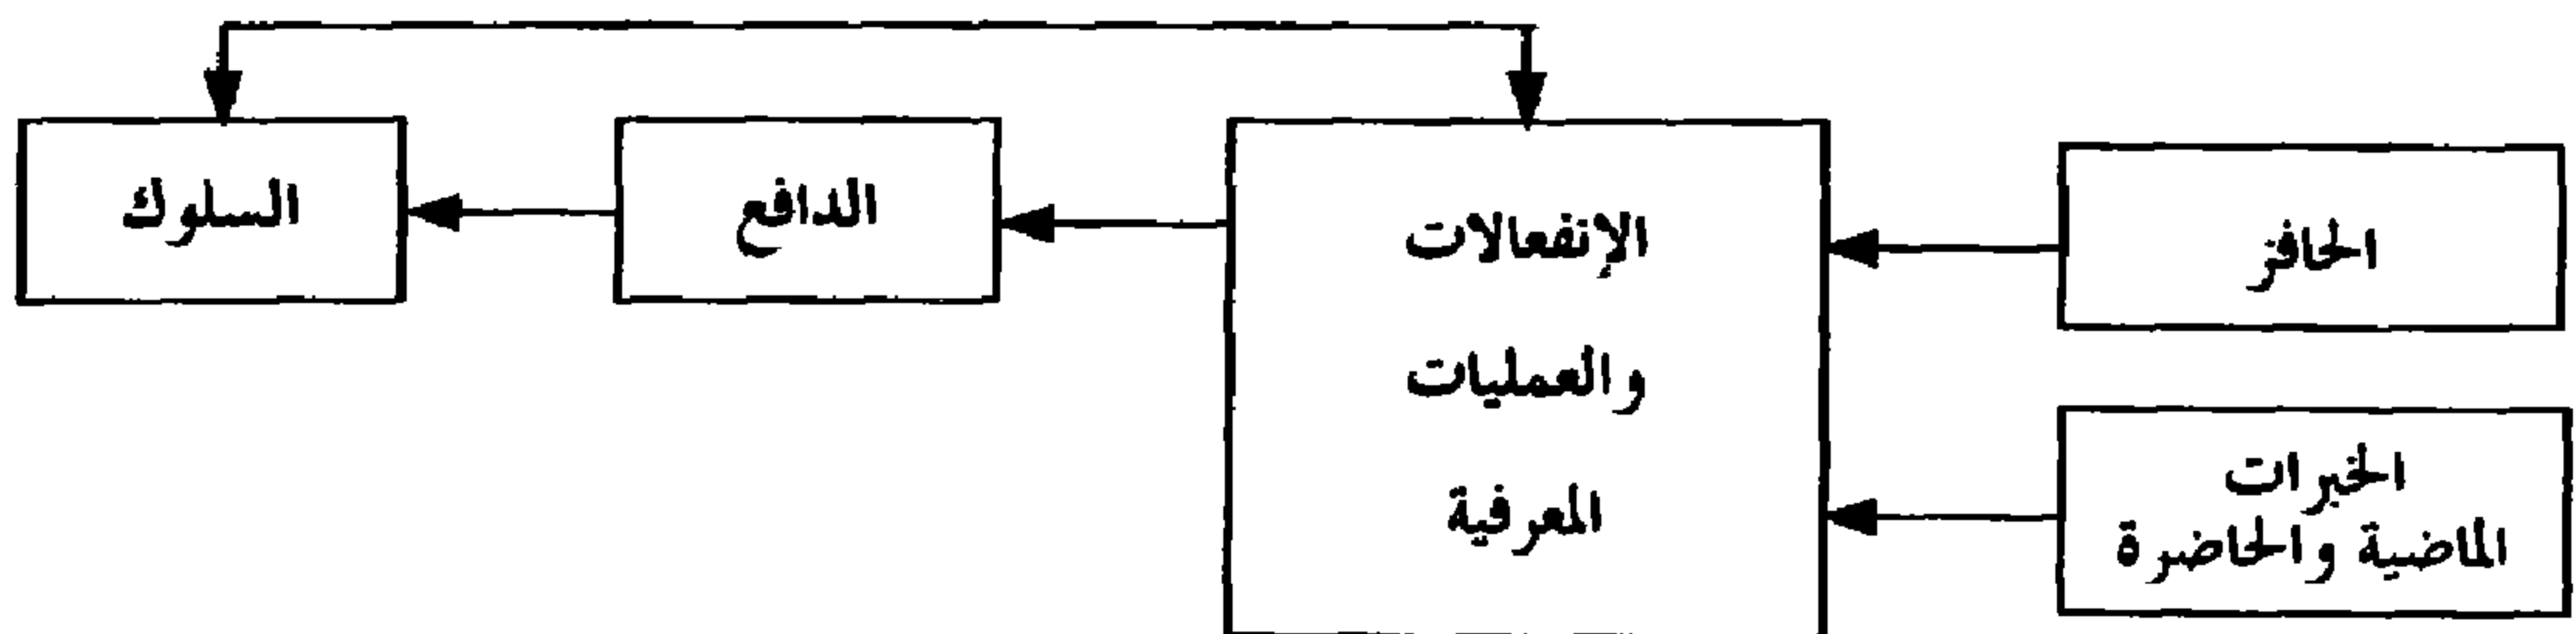 الحافز
الخبرات
الماضية والحاضرة
الإنفعالات
والعمليات
المعرفية
الدافع
السلوك